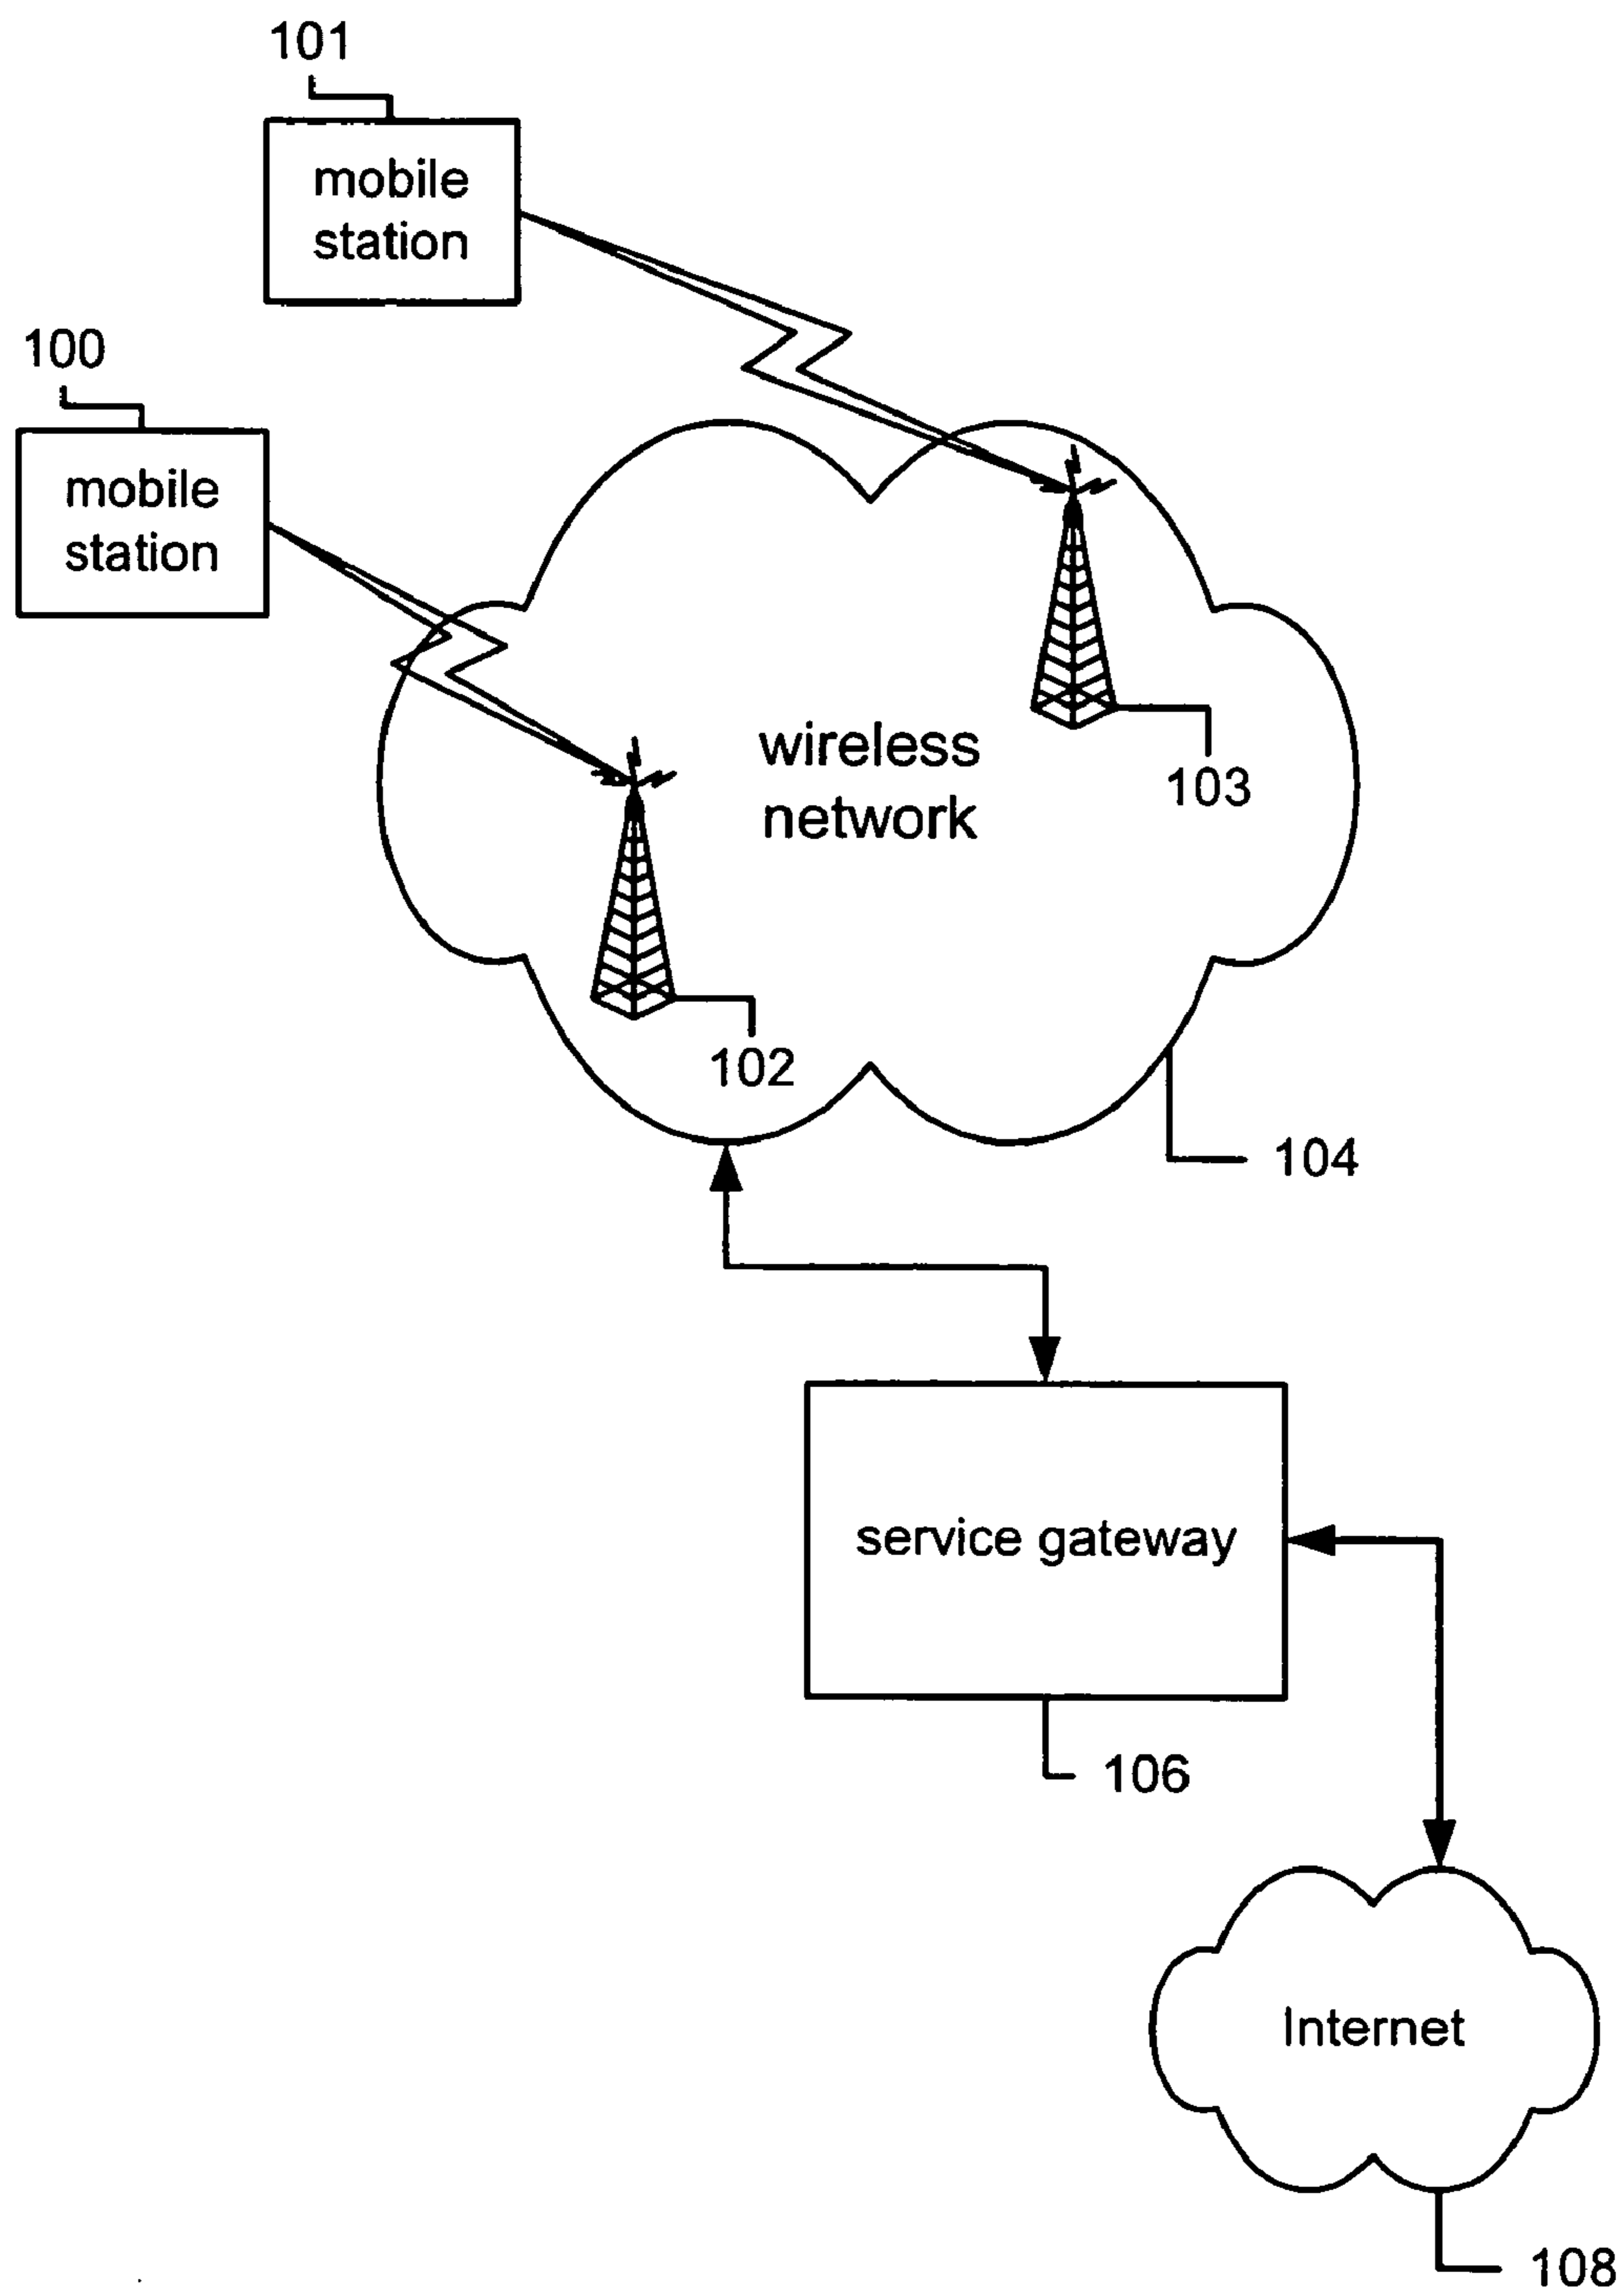 101
mobile
station
100
mobile
station
wireless
network
103
102
104
service gateway
106
Internet
108